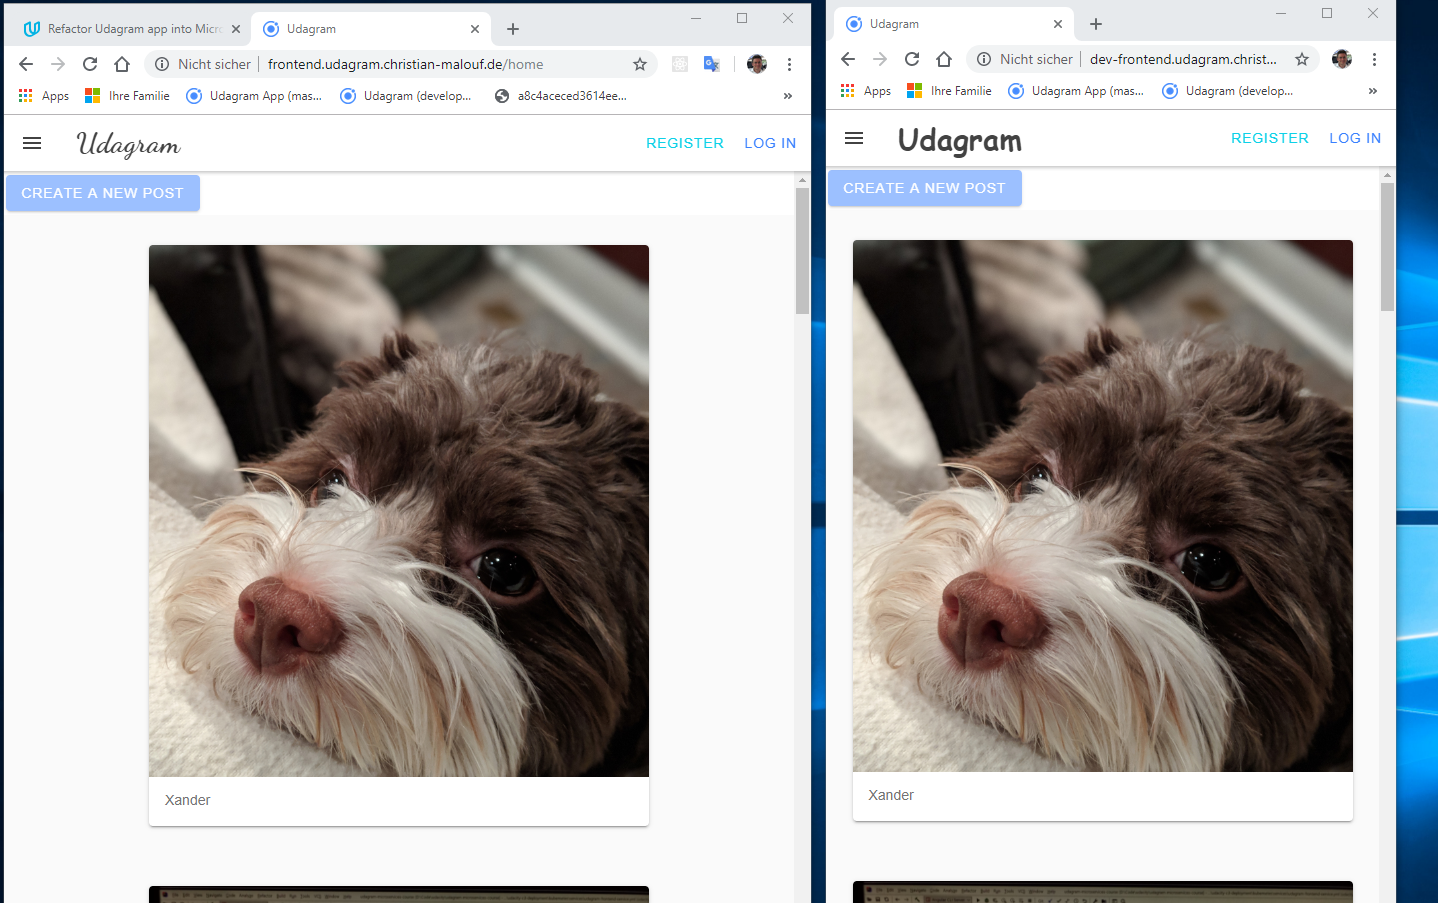 Refactor Udagram app into Micr
Udagram
Nicht sicher
frontend.udagram.christian-malouf.de/home
Apps
Ihre Familie
Udagram App (mas...
Udagram (develop...
a8c4aceced3614ee...
»
Udagram
REGISTER
LOG IN
CREATE A NEW POST
Xander
Udagram
Nicht sicher
dev-frontend.udagram.christ...
Apps
Ihre Familie
Udagram App (mas...
Udagram (develop...
»
Udagram
REGISTER
LOG IN
CREATE A NEW POST
Xander